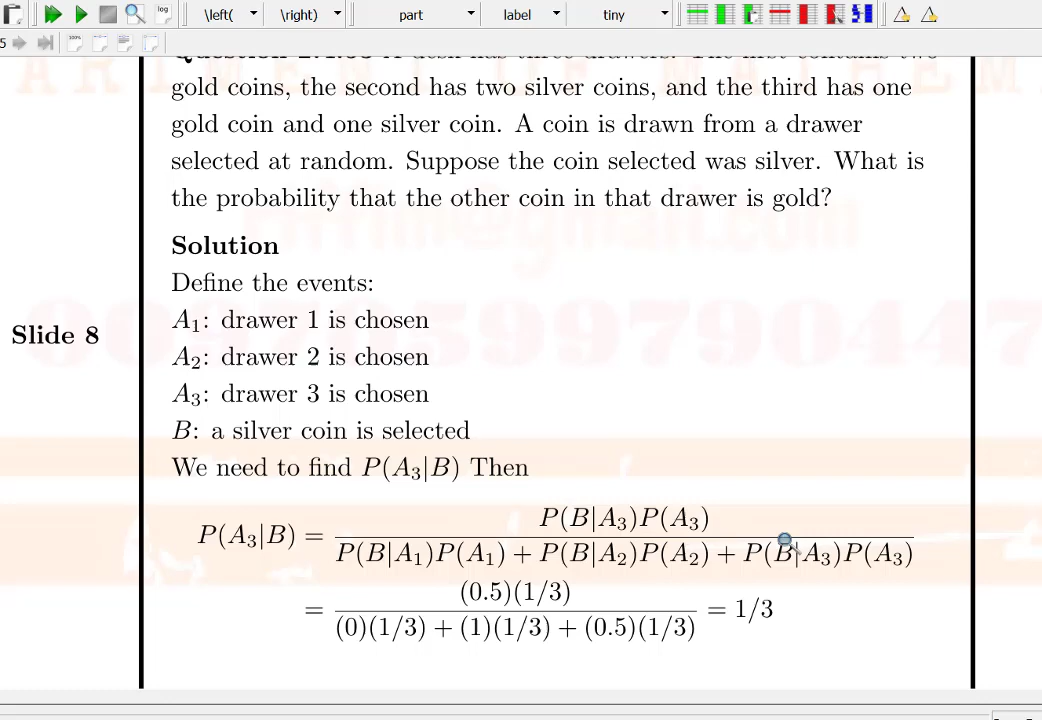 \left( \right) part label tiny
5
gold coins, the second has two silver coins, and the third has one
gold coin and one silver coin. A coin is drawn from a drawer
selected at random. Suppose the coin selected was silver. What is
the probability that the other coin in that drawer is gold?
Solution
Define the events:
A₁: drawer 1 is chosen
Slide 8
A₂: drawer 2 is chosen
A₃: drawer 3 is chosen
B: a silver coin is selected
We need to find P(A₃|B) Then
P(A₃|B) = P(B|A₃)P(A₃) / P(B|A₁)P(A₁) + P(B|A₂)P(A₂) + P(B|A₃)P(A₃)
= (0.5)(1/3) / (0)(1/3) + (1)(1/3) + (0.5)(1/3) = 1/3